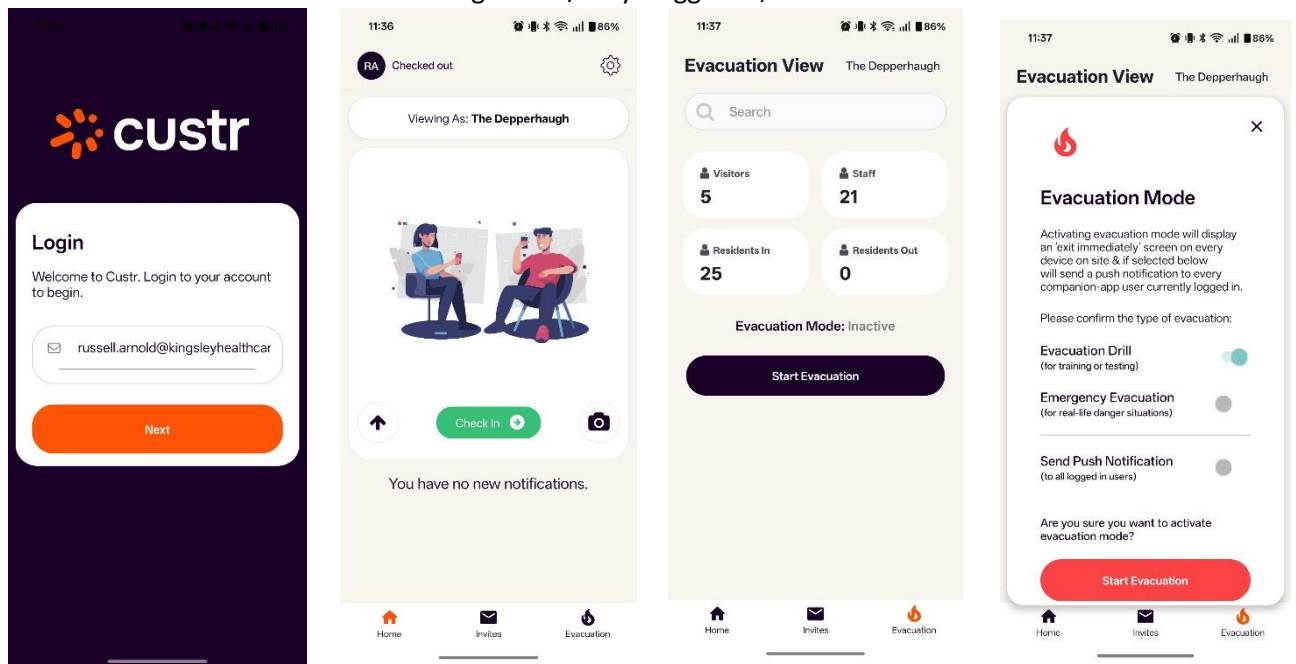 custr
Login
Welcome to Custr. Login to your account
to begin.
russell.arnold@kingsleyhealthcar
Next
11:36
86%
RA
Checked out
Viewing As: The Depperhaugh
Check In
You have no new notifications.
Home
Invites
Evacuation
11:37
86%
Evacuation View
The Depperhaugh
Search
Visitors
5
Staff
21
Residents In
25
Residents Out
0
Evacuation Mode: Inactive
Start Evacuation
Home
Invites
Evacuation
11:37
86%
Evacuation View
The Depperhaugh
Evacuation Mode
Activating evacuation mode will display
an 'exit immediately' screen on every
device on site & if selected below
will send a push notification to every
companion-app user currently logged in.
Please confirm the type of evacuation:
Evacuation Drill
(for training or testing)
Emergency Evacuation
(for real-life danger situations)
Send Push Notification
(to all logged in users)
Are you sure you want to activate
evacuation mode?
Start Evacuation
Home
Invites
Evacuation